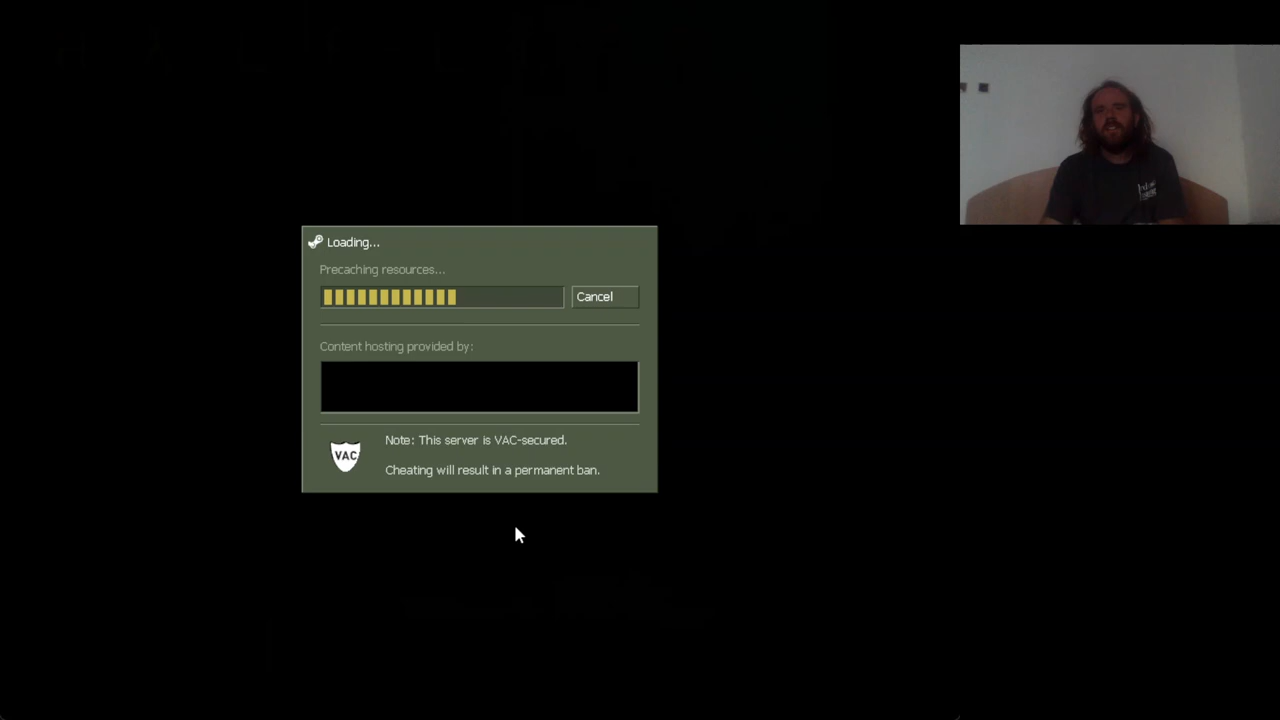 Loading...
Precaching resources...
Cancel
Content hosting provided by:
VAC
Note: This server is VAC-secured.
Cheating will result in a permanent ban.